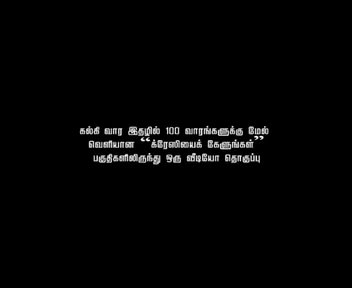 கல்கி வார இதழில் 100 வாரங்களுக்கு மேல்
வெளியான “க்ரேஸியைக் கேளுங்கள்”
பகுதிகளிலிருந்து ஒரு வீடியோ தொகுப்பு